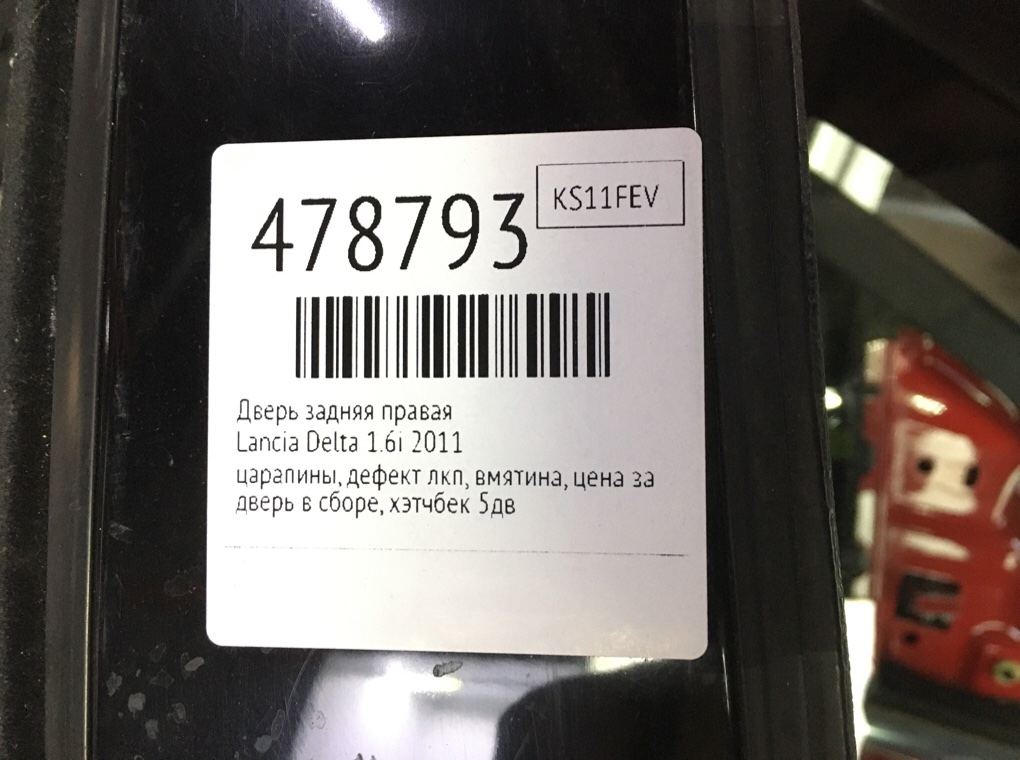 478793
KS11FEV
Дверь задняя правая
Lancia Delta 1.6i 2011
царапины, дефект лкп, вмятина, цена за
дверь в сборе, хэтчбек 5дв